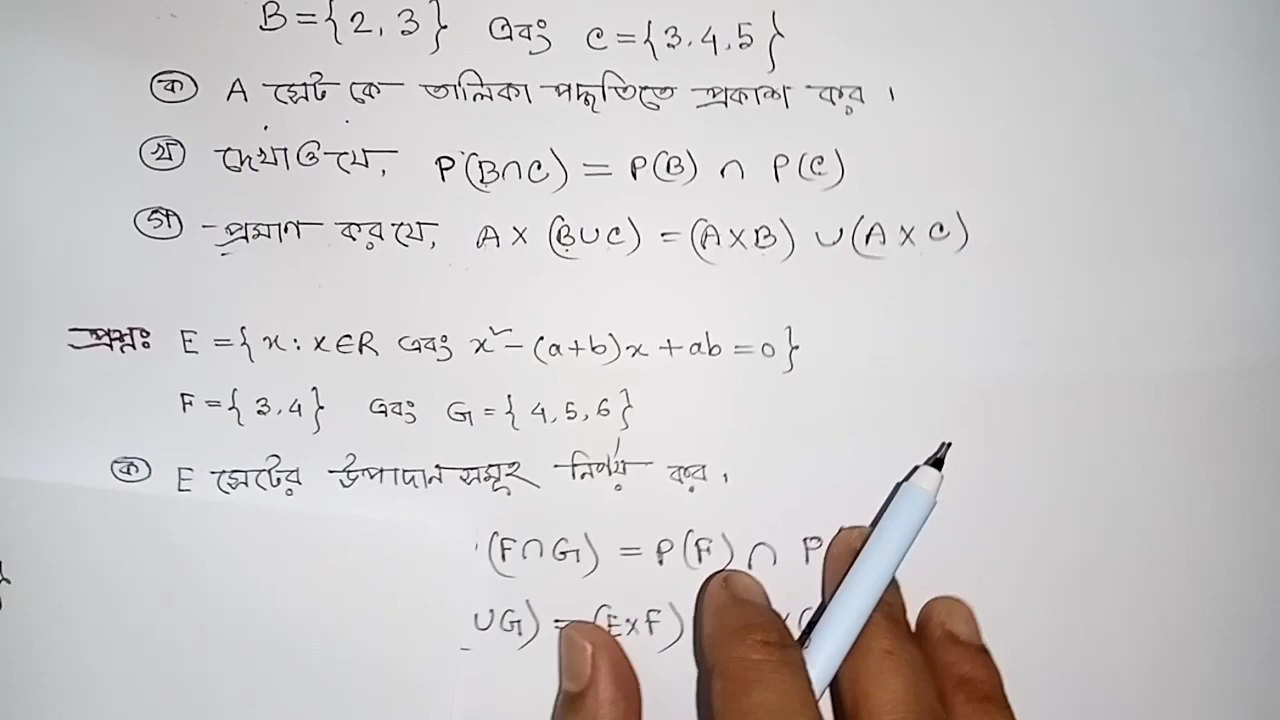 B = {2, 3} এবং C = {3, 4, 5}
ক A সেট কে তালিকা পদ্ধতিতে প্রকাশ কর।
খ দেখাও যে, P(B∩C) = P(B) ∩ P(C)
গ প্রমাণ কর যে, A × (B∪C) = (A×B) ∪ (A×C)
প্রশ্নঃ E = {x : x∈R এবং x² - (a+b)x + ab = 0}
F = {3, 4} এবং G = {4, 5, 6}
ক E সেটের উপাদান সমূহ নির্ণয় কর।
(F∩G) = P(F) ∩ P
∪G) = (E×F)